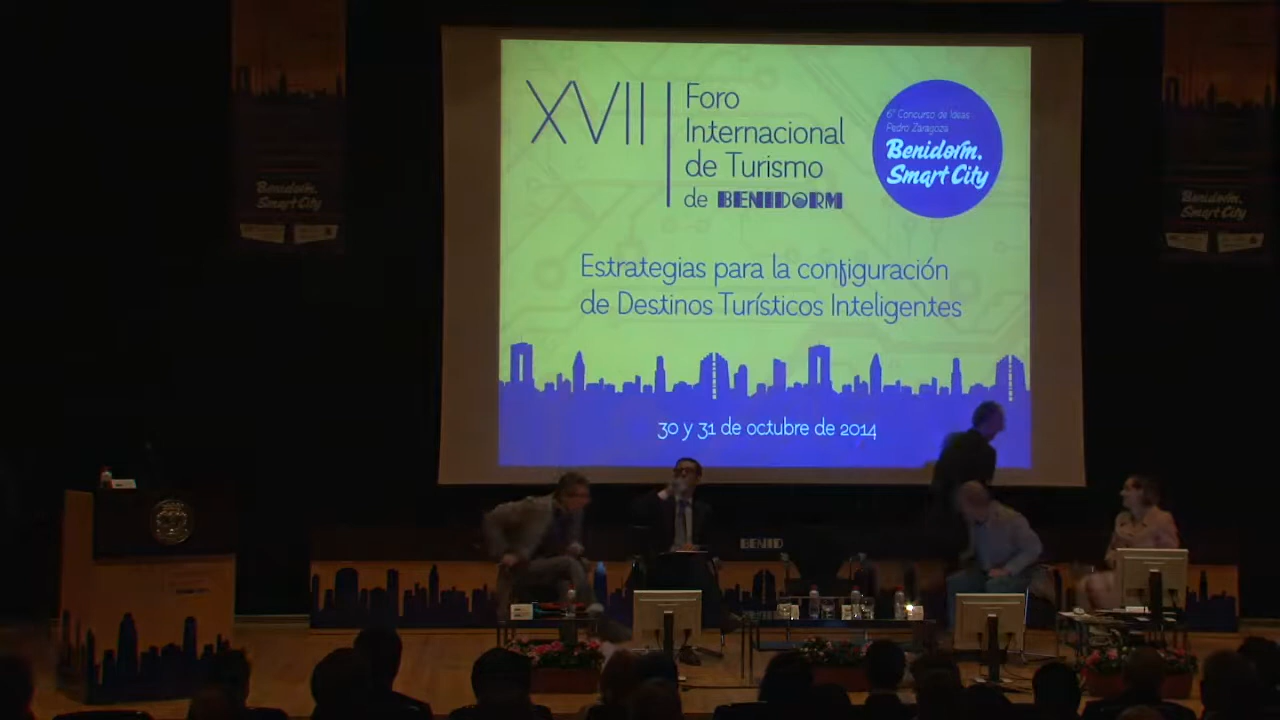 XVII
Foro
Internacional
de Turismo
de BENIDORM
6º Concurso de Ideas
Pedro Zaragoza
Benidorm,
Smart City
Estrategias para la configuración
de Destinos Turísticos Inteligentes
30 y 31 de octubre de 2014
Benidorm,
Smart City
Benidorm,
Smart City
BENID